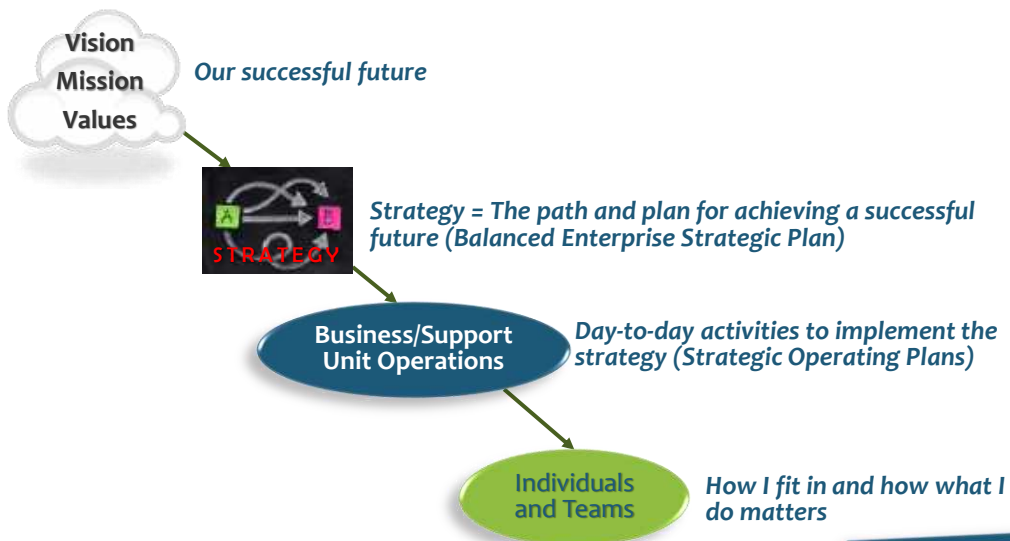 Vision
Mission
Values
Our successful future
A
B
STRATEGY
Strategy = The path and plan for achieving a successful
future (Balanced Enterprise Strategic Plan)
Business/Support
Unit Operations
Day-to-day activities to implement the
strategy (Strategic Operating Plans)
Individuals
and Teams
How I fit in and how what I
do matters